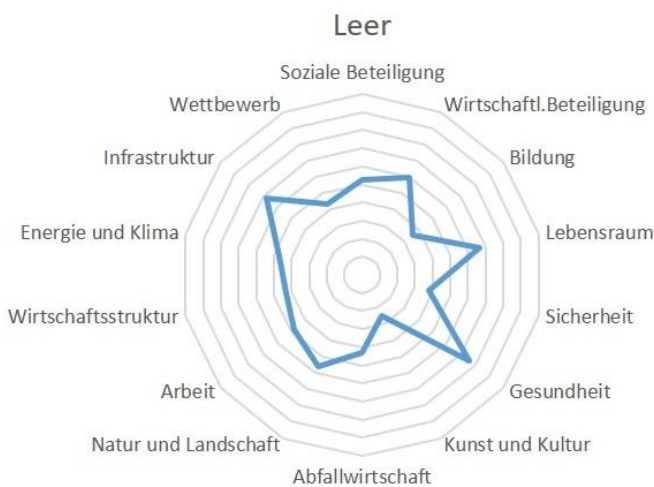 Leer
Soziale Beteiligung
Wettbewerb
Wirtschaftl.Beteiligung
Infrastruktur
Bildung
Energie und Klima
Lebensraum
Wirtschaftsstruktur
Sicherheit
Arbeit
Gesundheit
Natur und Landschaft
Kunst und Kultur
Abfallwirtschaft